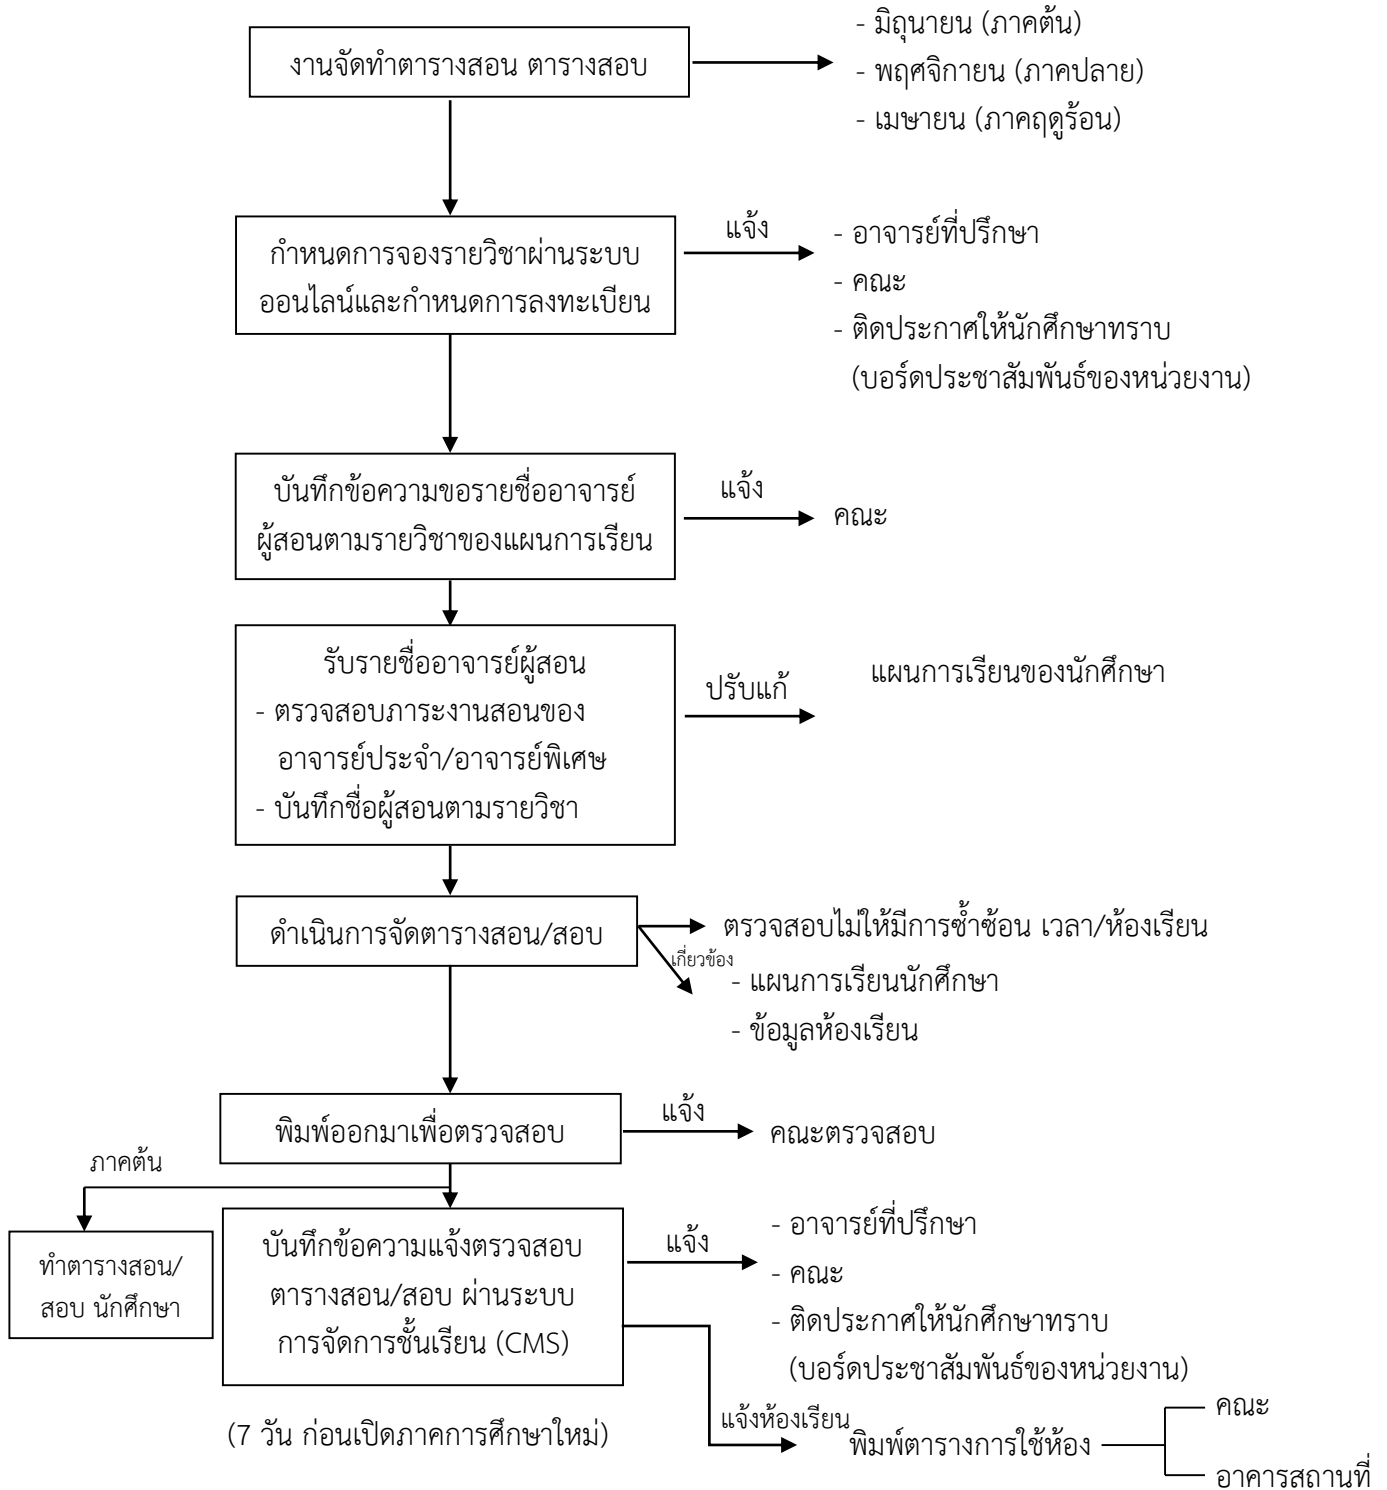 งานจัดทำตารางสอน ตารางสอบ
- มิถุนายน (ภาคต้น)
- พฤศจิกายน (ภาคปลาย)
- เมษายน (ภาคฤดูร้อน)
กำหนดการจองรายวิชาผ่านระบบ
ออนไลน์และกำหนดการลงทะเบียน
แจ้ง
- อาจารย์ที่ปรึกษา
- คณะ
- ติดประกาศให้นักศึกษาทราบ
(บอร์ดประชาสัมพันธ์ของหน่วยงาน)
บันทึกข้อความขอรายชื่ออาจารย์
ผู้สอนตามรายวิชาของแผนการเรียน
แจ้ง
คณะ
รับรายชื่ออาจารย์ผู้สอน
- ตรวจสอบภาระงานสอนของ
อาจารย์ประจำ/อาจารย์พิเศษ
- บันทึกชื่อผู้สอนตามรายวิชา
ปรับแก้
แผนการเรียนของนักศึกษา
ดำเนินการจัดตารางสอน/สอบ
ตรวจสอบไม่ให้มีการซ้ำซ้อน เวลา/ห้องเรียน
เกี่ยวข้อง
- แผนการเรียนนักศึกษา
- ข้อมูลห้องเรียน
พิมพ์ออกมาเพื่อตรวจสอบ
แจ้ง
คณะตรวจสอบ
ภาคต้น
ทำตารางสอน/
สอบ นักศึกษา
บันทึกข้อความแจ้งตรวจสอบ
ตารางสอน/สอบ ผ่านระบบ
การจัดการชั้นเรียน (CMS)
แจ้ง
- อาจารย์ที่ปรึกษา
- คณะ
- ติดประกาศให้นักศึกษาทราบ
(บอร์ดประชาสัมพันธ์ของหน่วยงาน)
(7 วัน ก่อนเปิดภาคการศึกษาใหม่)
แจ้งห้องเรียน
พิมพ์ตารางการใช้ห้อง
คณะ
อาคารสถานที่